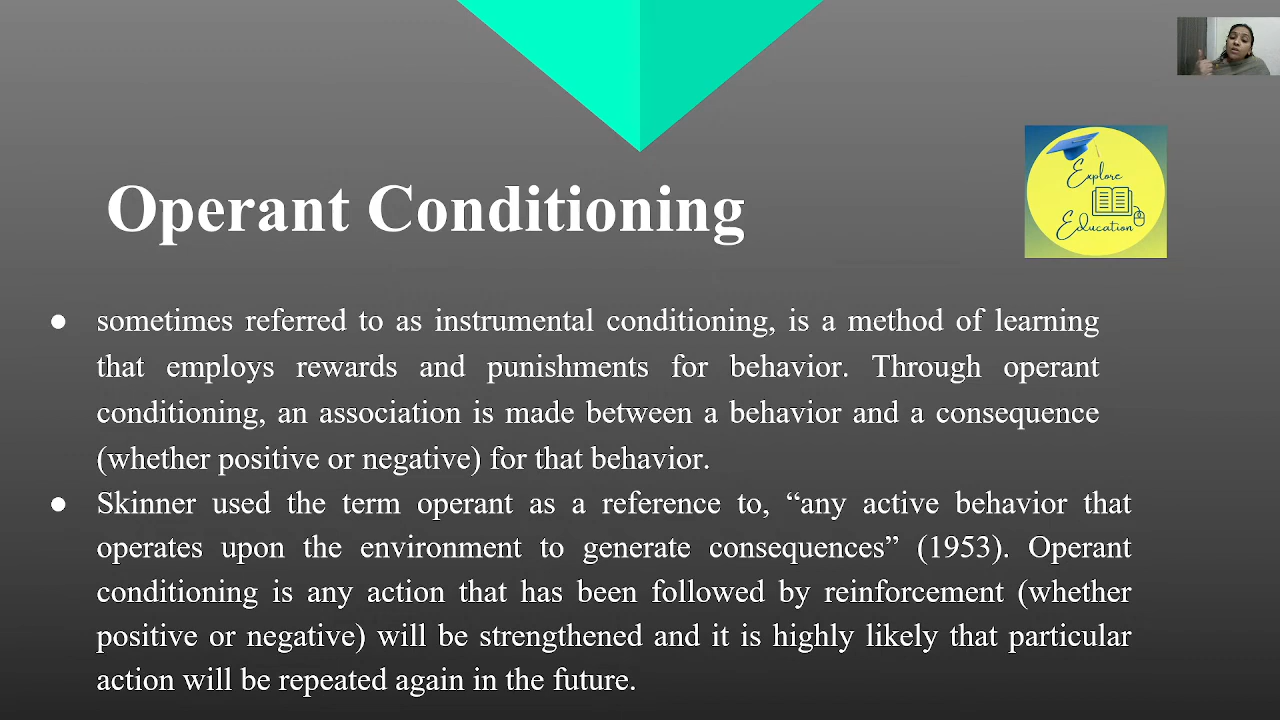 Explore
Education
Operant Conditioning
● sometimes referred to as instrumental conditioning, is a method of learning
that employs rewards and punishments for behavior. Through operant
conditioning, an association is made between a behavior and a consequence
(whether positive or negative) for that behavior.
● Skinner used the term operant as a reference to, “any active behavior that
operates upon the environment to generate consequences” (1953). Operant
conditioning is any action that has been followed by reinforcement (whether
positive or negative) will be strengthened and it is highly likely that particular
action will be repeated again in the future.